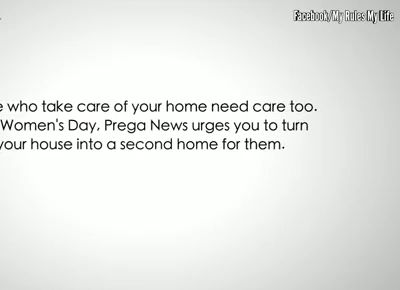 Facebook/My Rules My Life
who take care of your home need care too.
Women's Day, Prega News urges you to turn
your house into a second home for them.